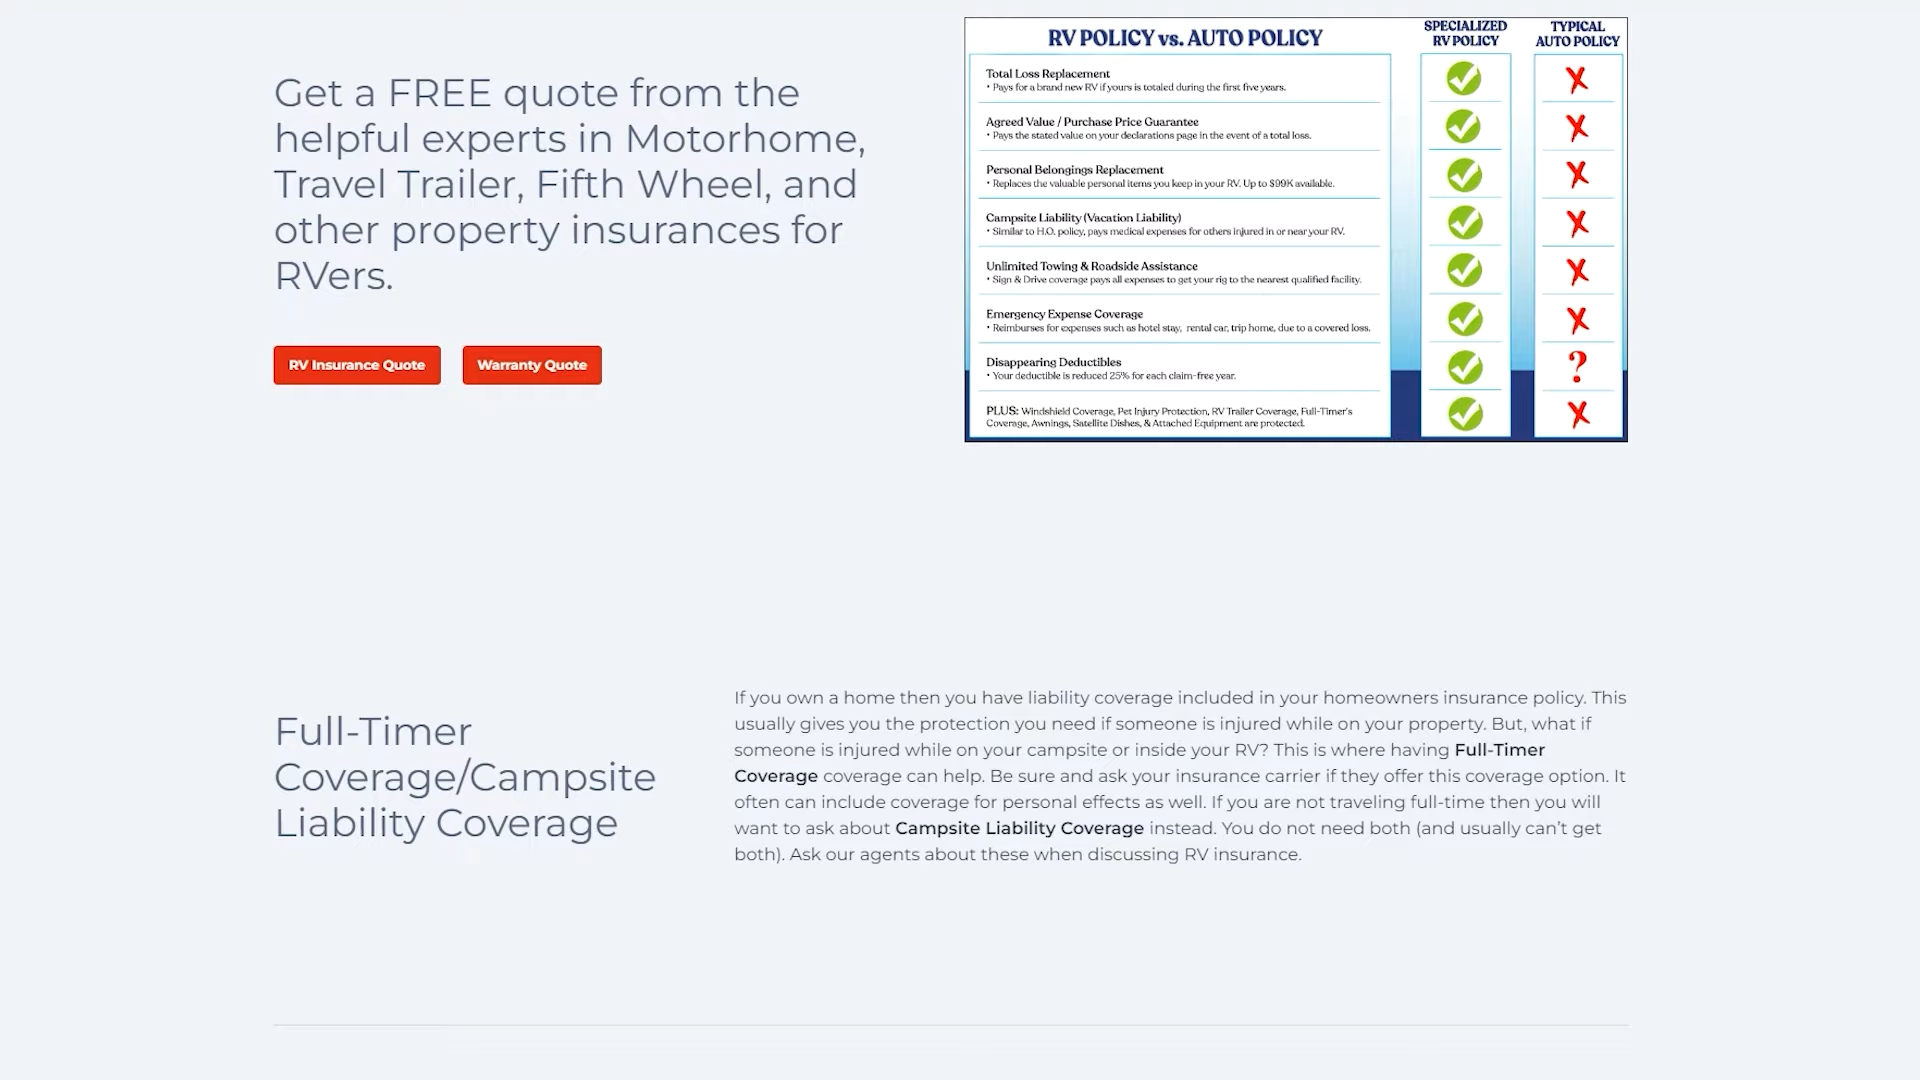 Get a FREE quote from the
helpful experts in Motorhome,
Travel Trailer, Fifth Wheel, and
other property insurances for
RVers.
RV Insurance Quote
Warranty Quote
RV POLICY vs. AUTO POLICY
SPECIALIZED
RV POLICY
TYPICAL
AUTO POLICY
Total Loss Replacement
• Pays for a brand new RV if yours is totaled during the first five years.
Agreed Value / Purchase Price Guarantee
• Pays the stated value on your declarations page in the event of a total loss.
Personal Belongings Replacement
• Replaces the valuable personal items you keep in your RV. Up to $99K available.
Campsite Liability (Vacation Liability)
• Similar to H.O. policy, pays medical expenses for others injured in or near your RV.
Unlimited Towing & Roadside Assistance
• Sign & Drive coverage pays all expenses to get your rig to the nearest qualified facility.
Emergency Expense Coverage
• Reimburses for expenses such as hotel stay, rental car, trip home, due to a covered loss.
Disappearing Deductibles
• Your deductible is reduced 25% for each claim-free year.
?
PLUS: Windshield Coverage, Pet Injury Protection, RV Trailer Coverage, Full-Timer's
Coverage, Awnings, Satellite Dishes, & Attached Equipment are protected.
Full-Timer
Coverage/Campsite
Liability Coverage
If you own a home then you have liability coverage included in your homeowners insurance policy. This
usually gives you the protection you need if someone is injured while on your property. But, what if
someone is injured while on your campsite or inside your RV? This is where having Full-Timer
Coverage coverage can help. Be sure and ask your insurance carrier if they offer this coverage option. It
often can include coverage for personal effects as well. If you are not traveling full-time then you will
want to ask about Campsite Liability Coverage instead. You do not need both (and usually can’t get
both). Ask our agents about these when discussing RV insurance.